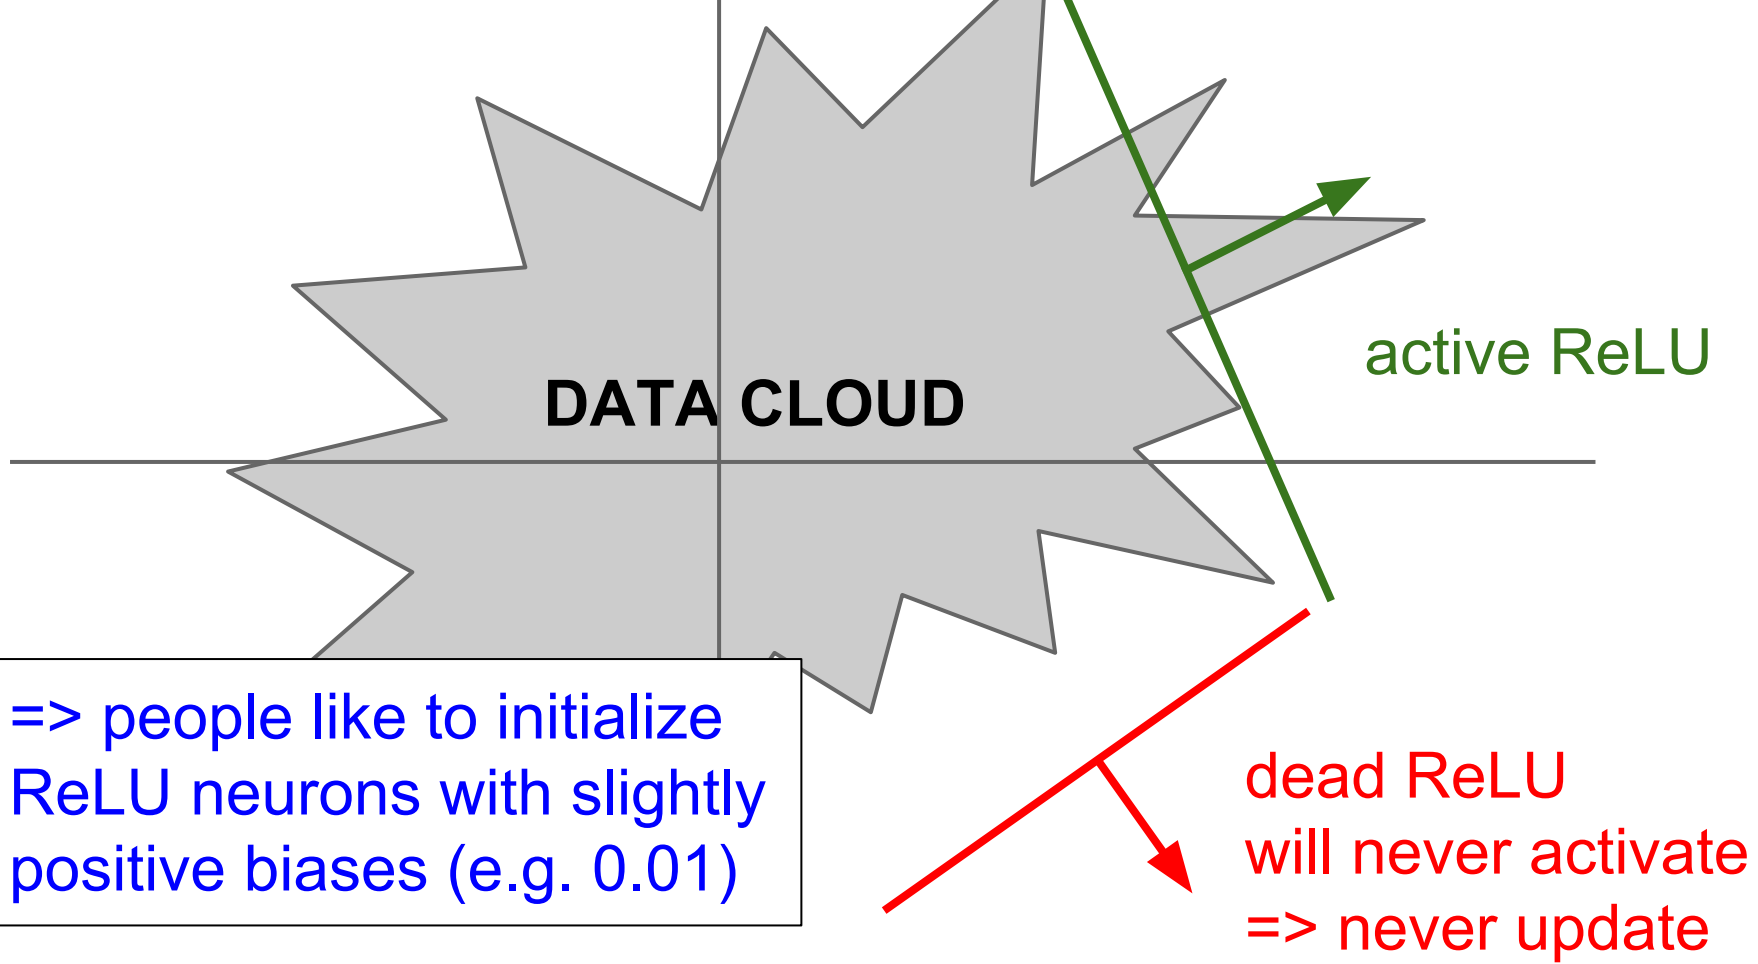 active ReLU
DATA CLOUD
=> people like to initialize
ReLU neurons with slightly
positive biases (e.g. 0.01)
dead ReLU
will never activate
=> never update